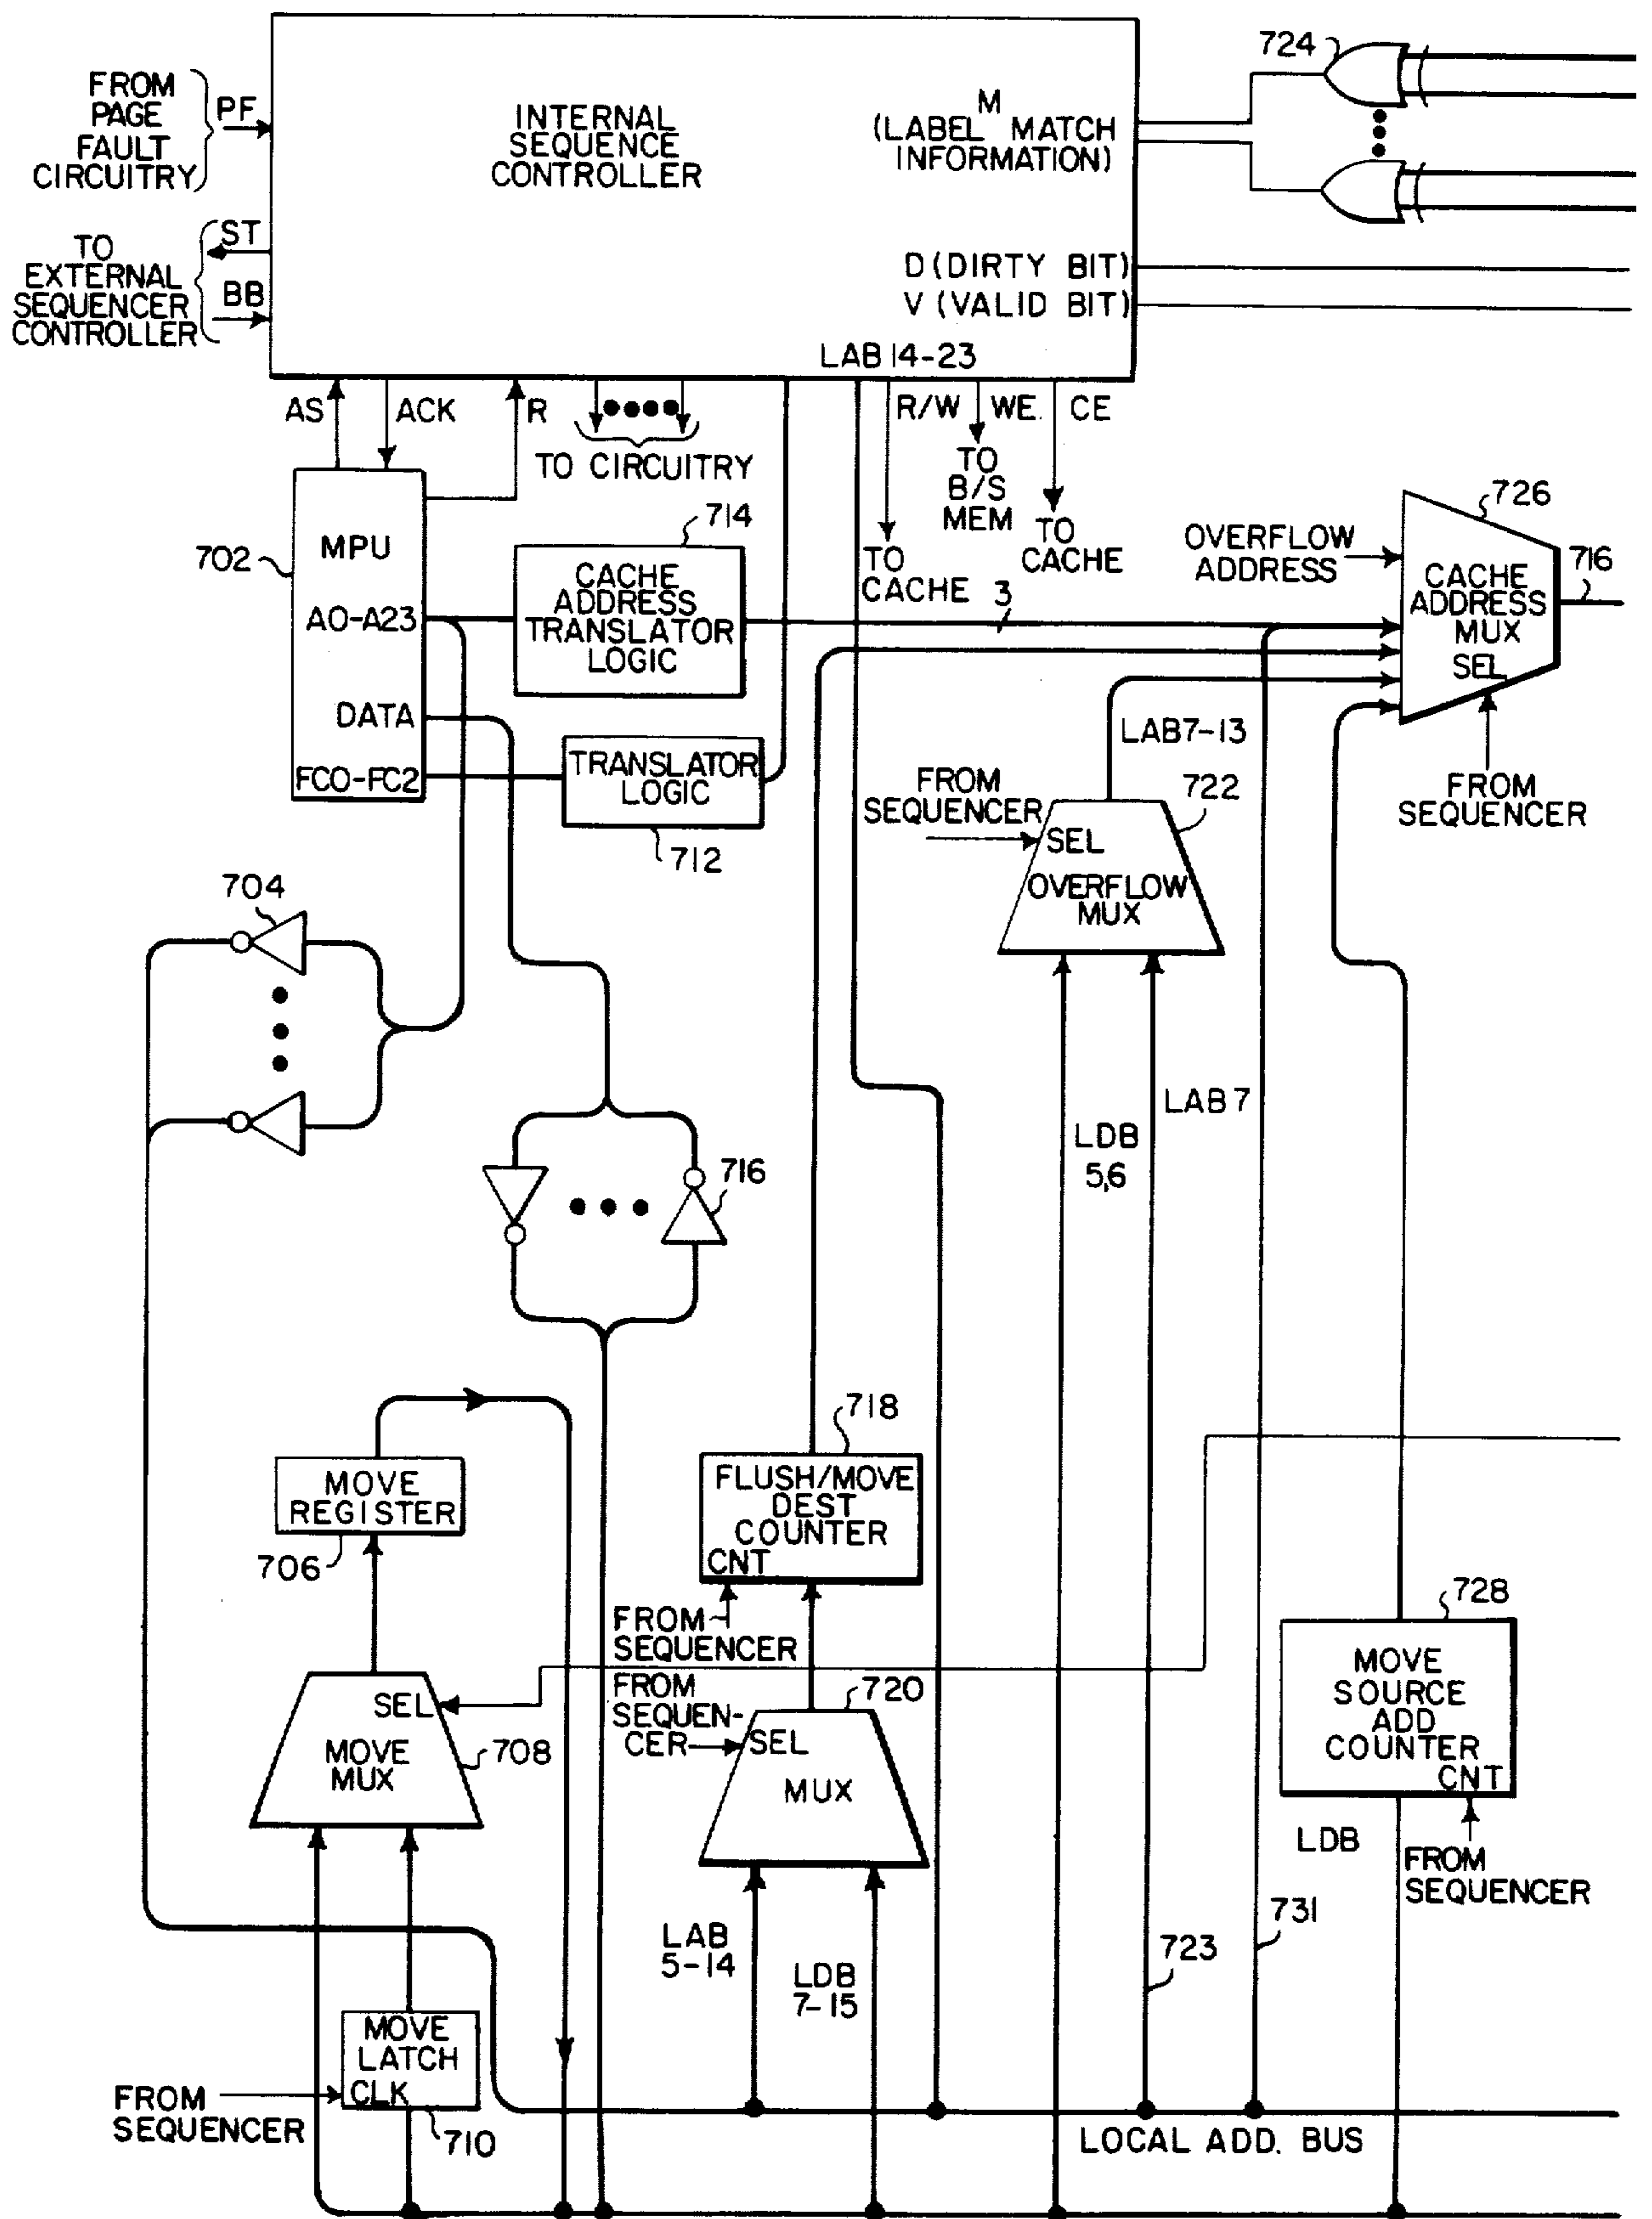 FROM
PAGE
FAULT
CIRCUITRY
PF
TO
EXTERNAL
SEQUENCER
CONTROLLER
ST
BB
INTERNAL
SEQUENCE
CONTROLLER
M
(LABEL MATCH
INFORMATION)
D (DIRTY BIT)
V (VALID BIT)
LAB 14-23
724
AS
ACK
R
TO CIRCUITRY
R/W
WE
CE
TO
CACHE
TO
B/S
MEM
TO
CACHE
702
MPU
A0-A23
DATA
FC0-FC2
714
CACHE
ADDRESS
TRANSLATOR
LOGIC
3
TRANSLATOR
LOGIC
712
OVERFLOW
ADDRESS
726
CACHE
ADDRESS
MUX
SEL
716
FROM
SEQUENCER
LAB7-13
FROM
SEQUENCER
722
SEL
OVERFLOW
MUX
704
LAB 7
LDB
5,6
716
718
FLUSH/MOVE
DEST
COUNTER
CNT
FROM
SEQUENCER
MOVE
REGISTER
706
728
MOVE
SOURCE
ADD
COUNTER
CNT
LDB
FROM
SEQUENCER
FROM
SEQUEN-
CER
720
SEL
MUX
SEL
MOVE
MUX
708
LAB
5-14
LDB
7-15
723
731
MOVE
LATCH
CLK
FROM
SEQUENCER
710
LOCAL ADD. BUS